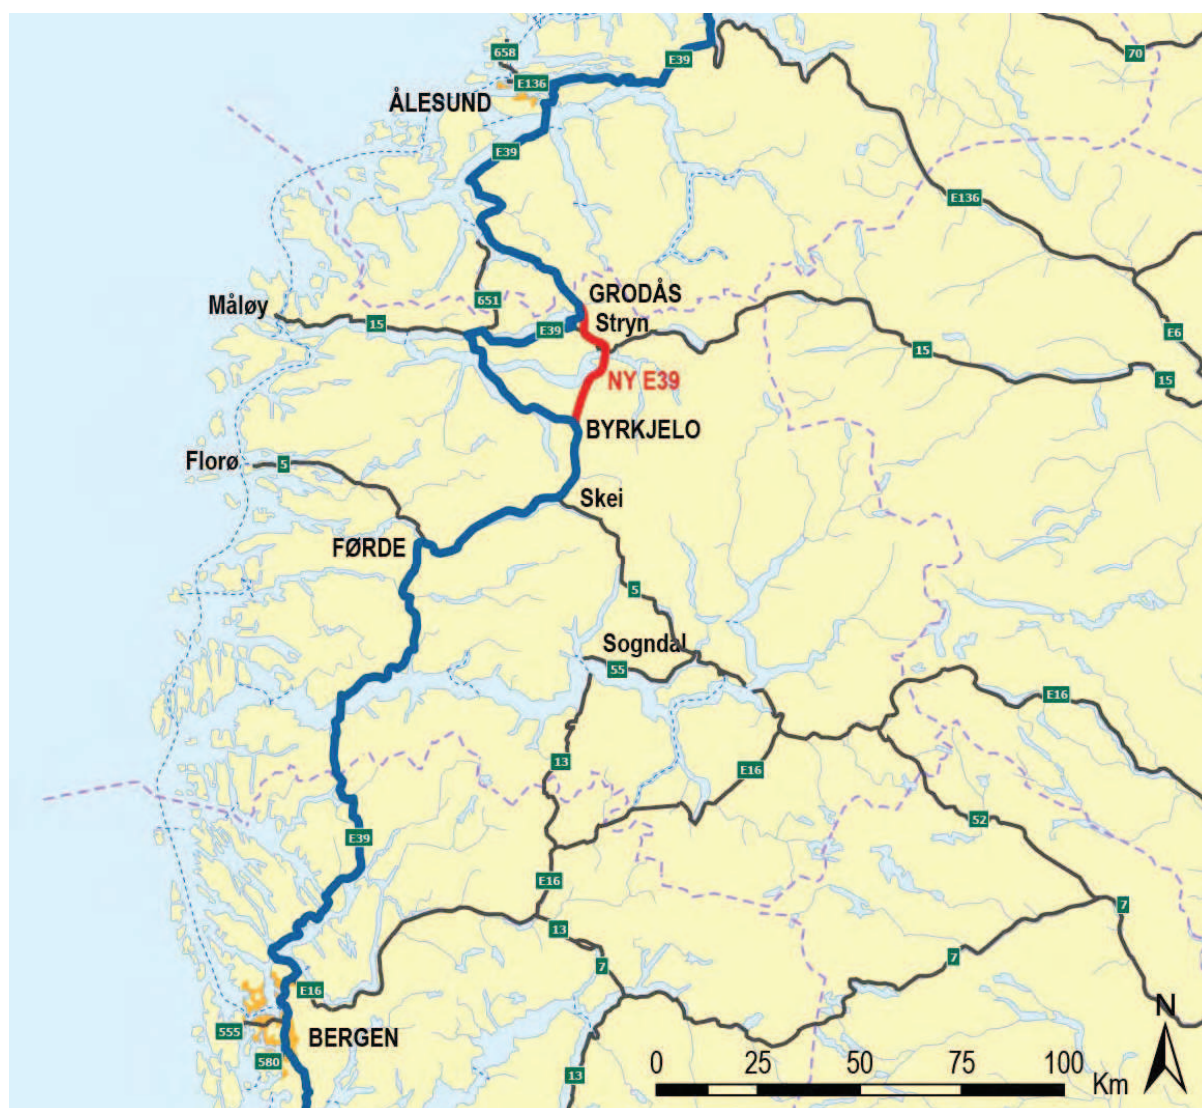 658
E39
70
E136
ÅLESUND
E39
E136
GRODÅS
Måløy
651
Stryn
15
E39
E6
15
15
NY E39
BYRKJELO
Florø
5
Skei
FØRDE
5
Sogndal
55
E16
13
E16
52
E39
E16
7
13
7
7
E16
N
555
BERGEN
580
0 25 50 75 100
Km
13